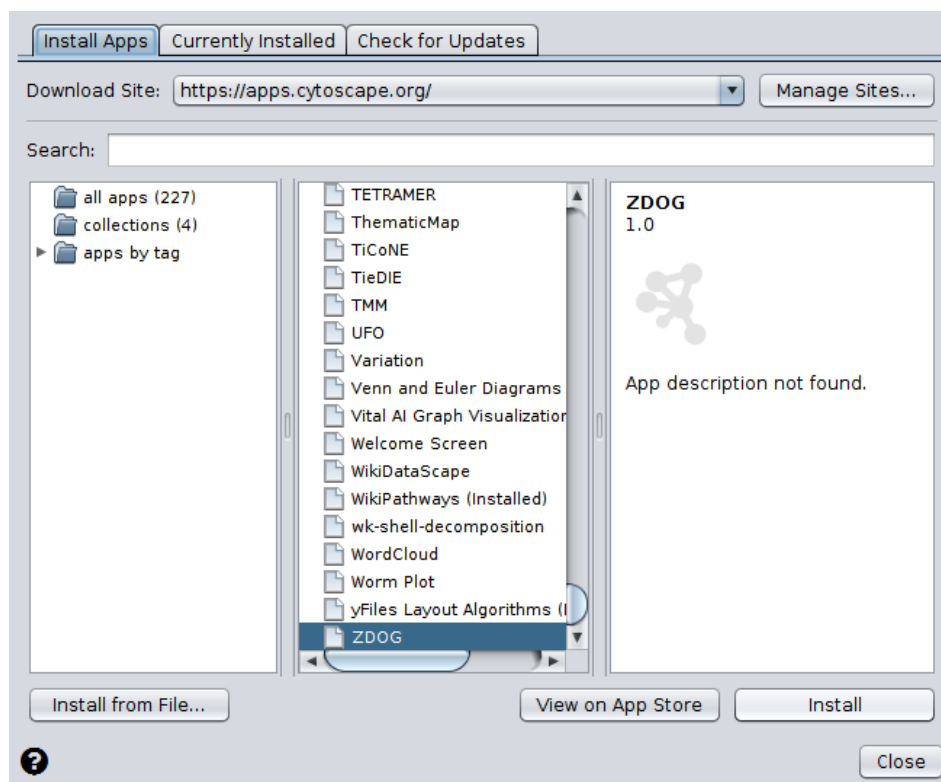 Install Apps Currently Installed Check for Updates
Download Site: https://apps.cytoscape.org/ Manage Sites...
Search:
all apps (227)
collections (4)
apps by tag
TETRAMER
ThematicMap
TiCoNE
TieDIE
TMM
UFO
Variation
Venn and Euler Diagrams
Vital AI Graph Visualization
Welcome Screen
WikiDataScape
WikiPathways (Installed)
wk-shell-decomposition
WordCloud
Worm Plot
yFiles Layout Algorithms (I
ZDOG
ZDOG
1.0
App description not found.
Install from File... View on App Store Install
? Close